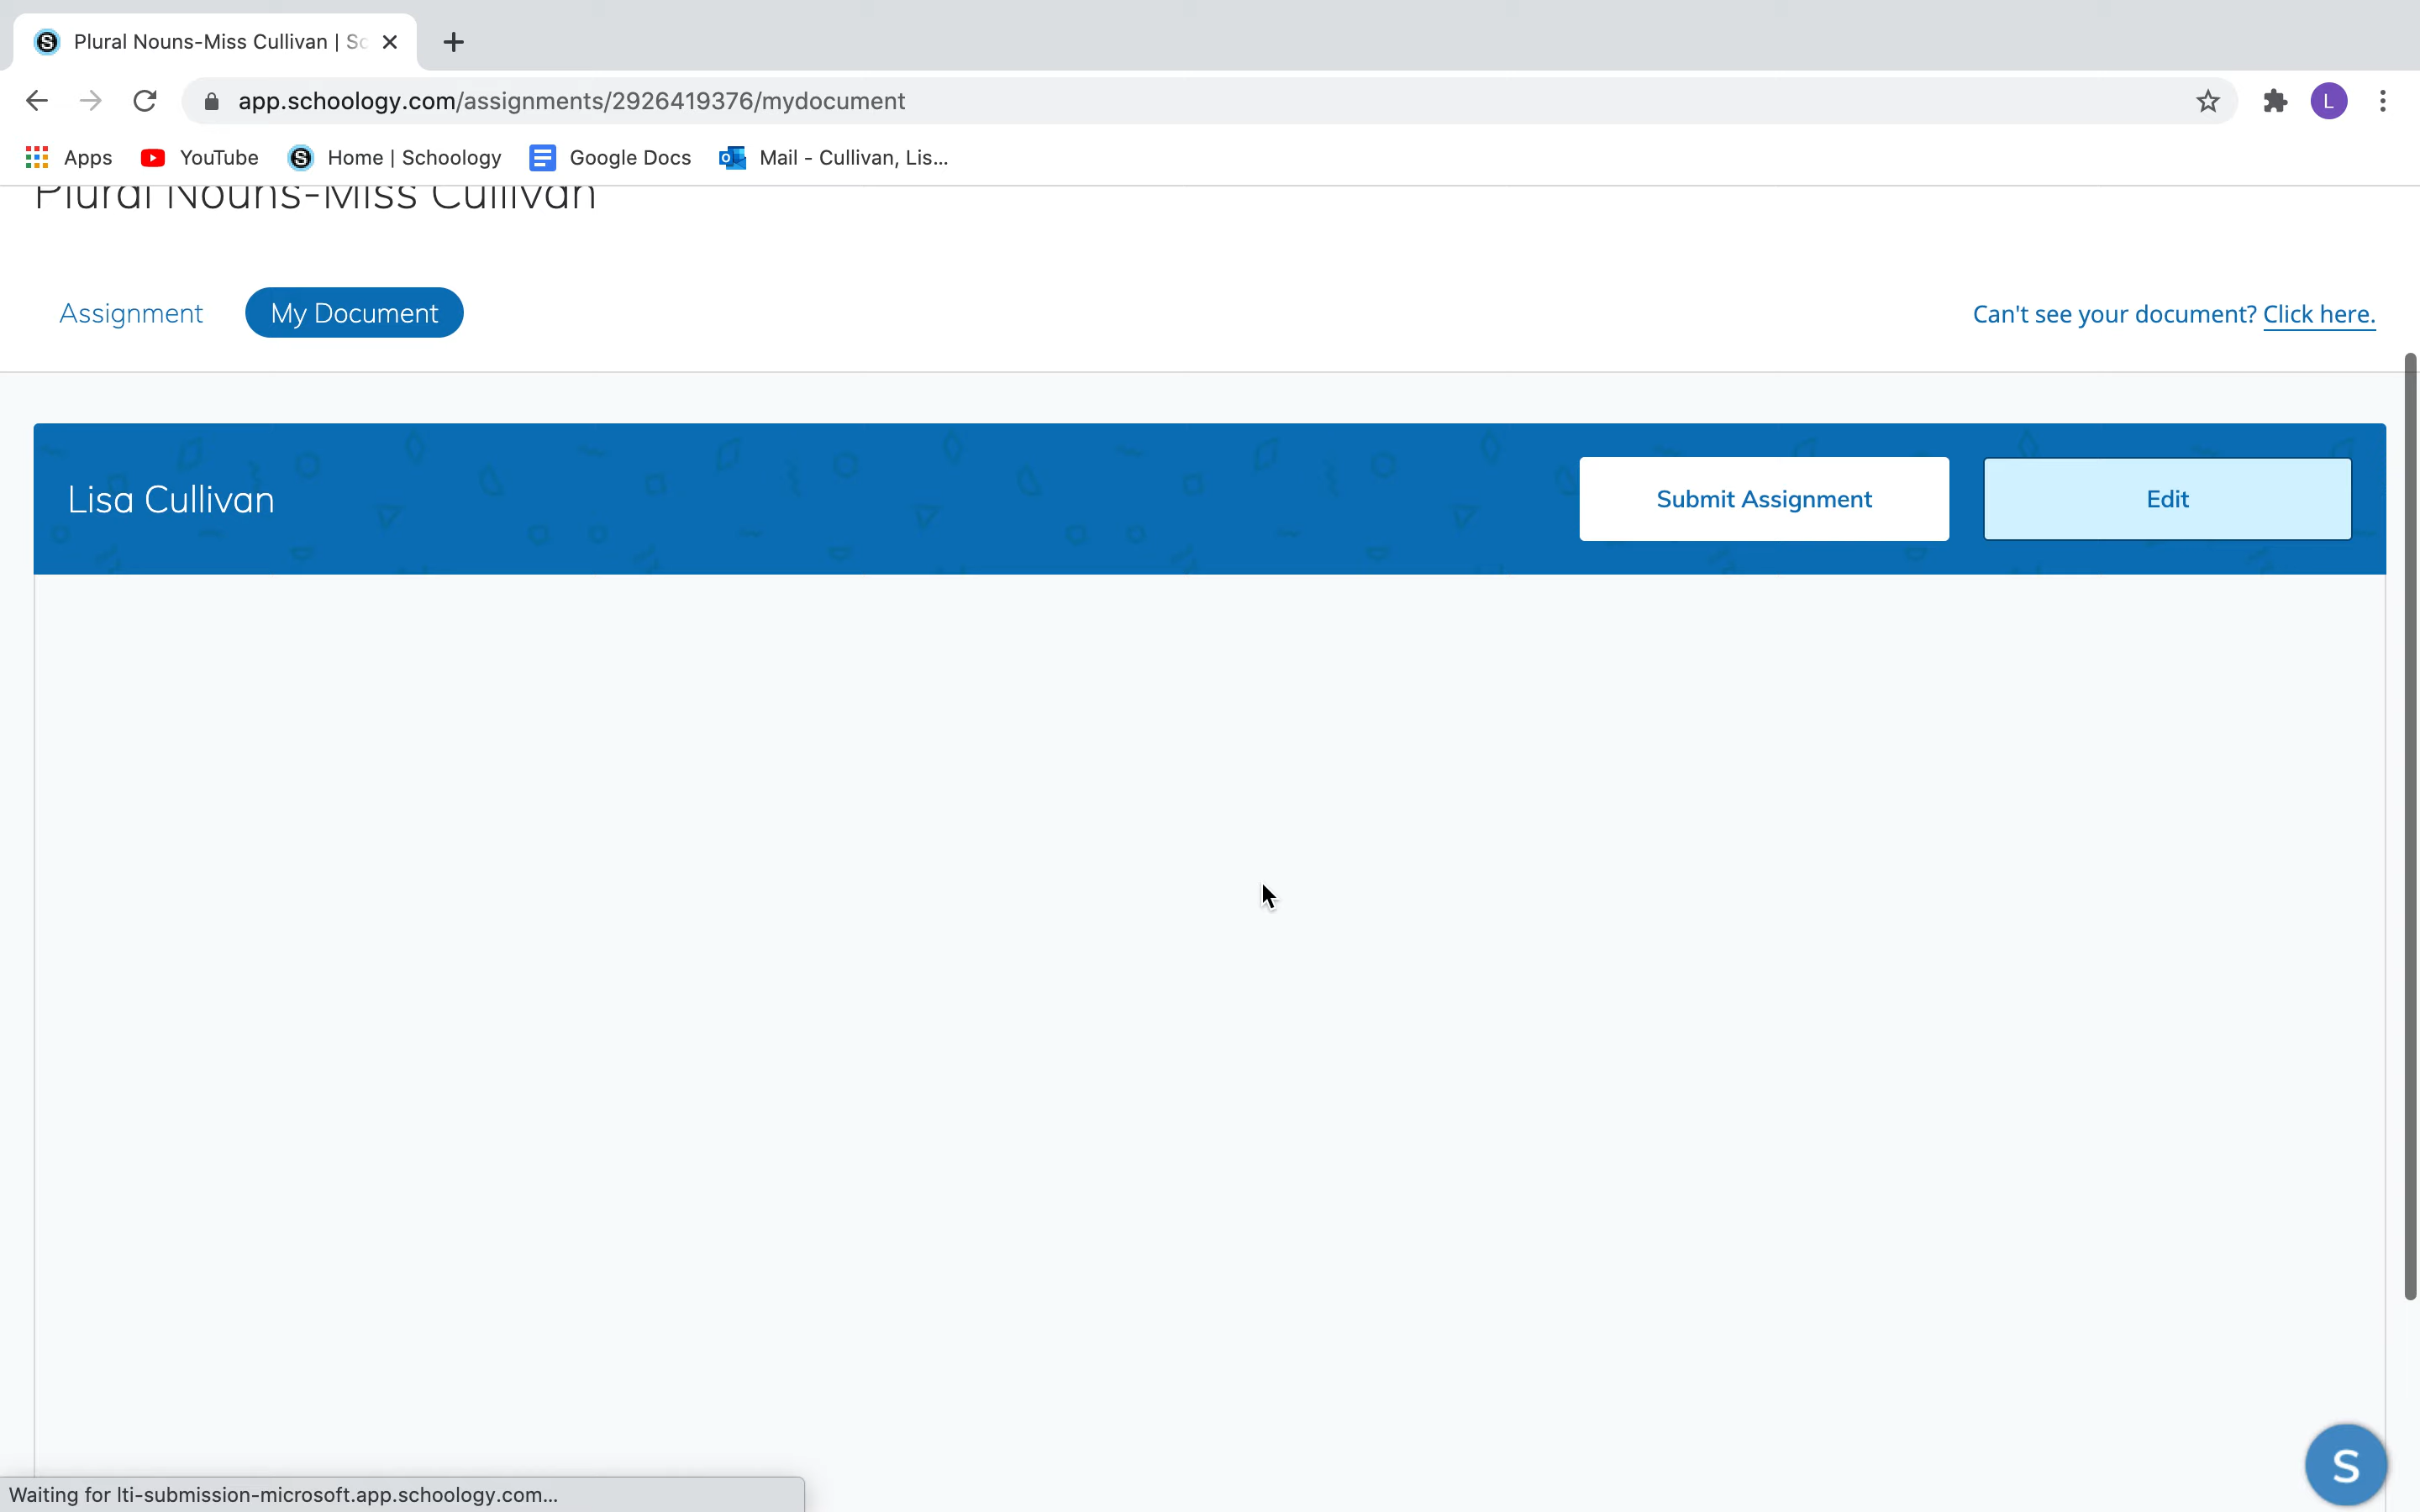 Plural Nouns-Miss Cullivan | Sc
app.schoology.com/assignments/2926419376/mydocument
L
Apps
YouTube
Home | Schoology
Google Docs
Mail - Cullivan, Lis...
Plural Nouns-Miss Cullivan
Assignment
My Document
Can't see your document? Click here.
Lisa Cullivan
Submit Assignment
Edit
S
Waiting for lti-submission-microsoft.app.schoology.com...